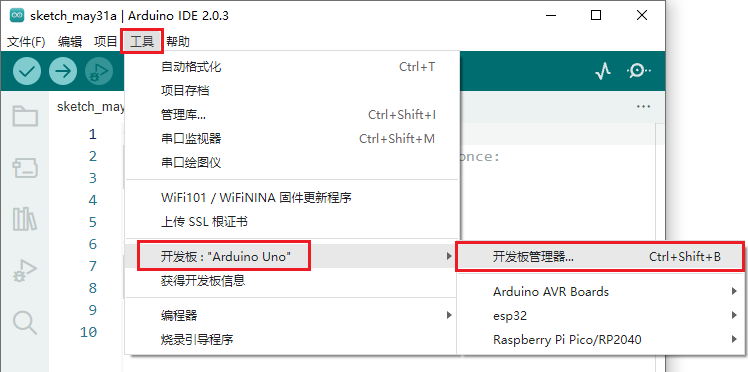 sketch_may31a | Arduino IDE 2.0.3
文件(F) 编辑 项目 工具 帮助
sketch_may
自动格式化 Ctrl+T
项目存档
管理库... Ctrl+Shift+I
串口监视器 Ctrl+Shift+M
串口绘图仪
WiFi101 / WiFiNINA 固件更新程序
上传 SSL 根证书
开发板 : "Arduino Uno"
获得开发板信息
编程器
烧录引导程序
开发板管理器... Ctrl+Shift+B
Arduino AVR Boards
esp32
Raspberry Pi Pico/RP2040
1
2
once:
3
4
5
6
7
8
9
10